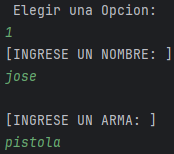 Elegir una Opcion:
1
[INGRESE UN NOMBRE: ]
jose
[INGRESE UN ARMA: ]
pistola